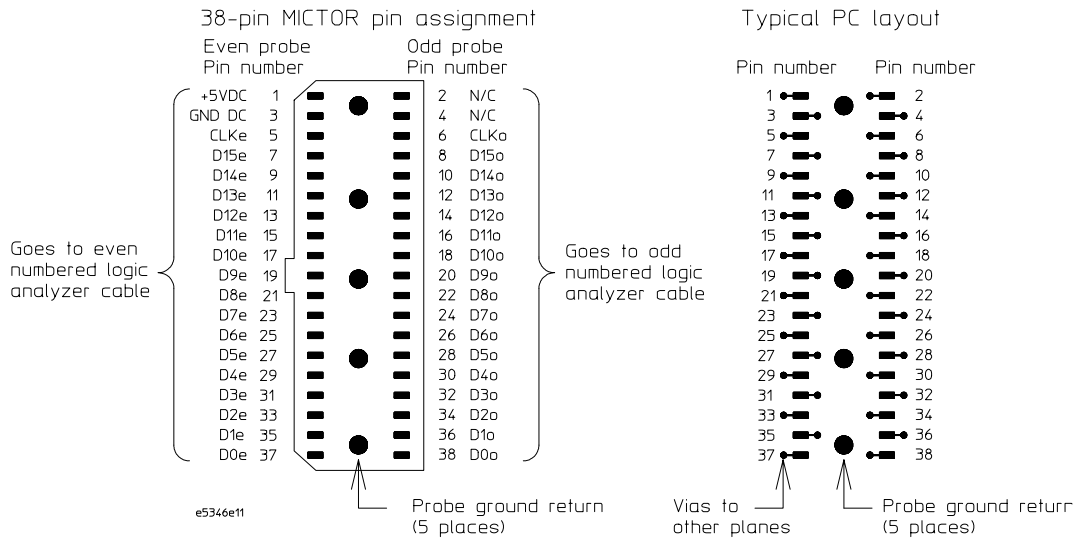 38-pin MICTOR pin assignment
Even probe
Pin number
Odd probe
Pin number
+5VDC 1 2 N/C
GND DC 3 4 N/C
CLKe 5 6 CLKo
D15e 7 8 D15o
D14e 9 10 D14o
D13e 11 12 D13o
D12e 13 14 D12o
D11e 15 16 D11o
D10e 17 18 D10o
D9e 19 20 D9o
D8e 21 22 D8o
D7e 23 24 D7o
D6e 25 26 D6o
D5e 27 28 D5o
D4e 29 30 D4o
D3e 31 32 D3o
D2e 33 34 D2o
D1e 35 36 D1o
D0e 37 38 D0o
Goes to even
numbered logic
analyzer cable
Goes to odd
numbered logic
analyzer cable
Probe ground return
(5 places)
e5346e11
Typical PC layout
Pin number Pin number
1 2
3 4
5 6
7 8
9 10
11 12
13 14
15 16
17 18
19 20
21 22
23 24
25 26
27 28
29 30
31 32
33 34
35 36
37 38
Vias to
other planes
Probe ground return
(5 places)